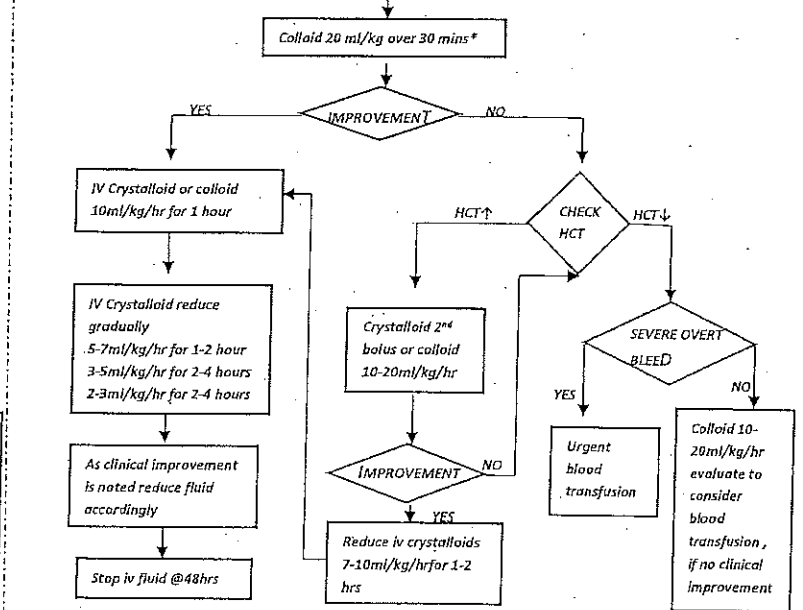 Colloid 20 ml/kg over 30 mins*
IMPROVEMENT
YES
NO
IV Crystalloid or colloid
10ml/kg/hr for 1 hour
CHECK
HCT
HCT↑
HCT↓
IV Crystalloid reduce
gradually
5-7ml/kg/hr for 1-2 hour
3-5ml/kg/hr for 2-4 hours
2-3ml/kg/hr for 2-4 hours
Crystalloid 2nd
bolus or colloid
10-20ml/kg/hr
SEVERE OVERT
BLEED
YES
NO
As clinical improvement
is noted reduce fluid
accordingly
IMPROVEMENT
NO
YES
Urgent
blood
transfusion
Colloid 10-
20ml/kg/hr
evaluate to
consider
blood
transfusion ,
if no clinical
improvement
Reduce iv crystalloids
7-10ml/kg/hrfor 1-2
hrs
Stop iv fluid @48hrs